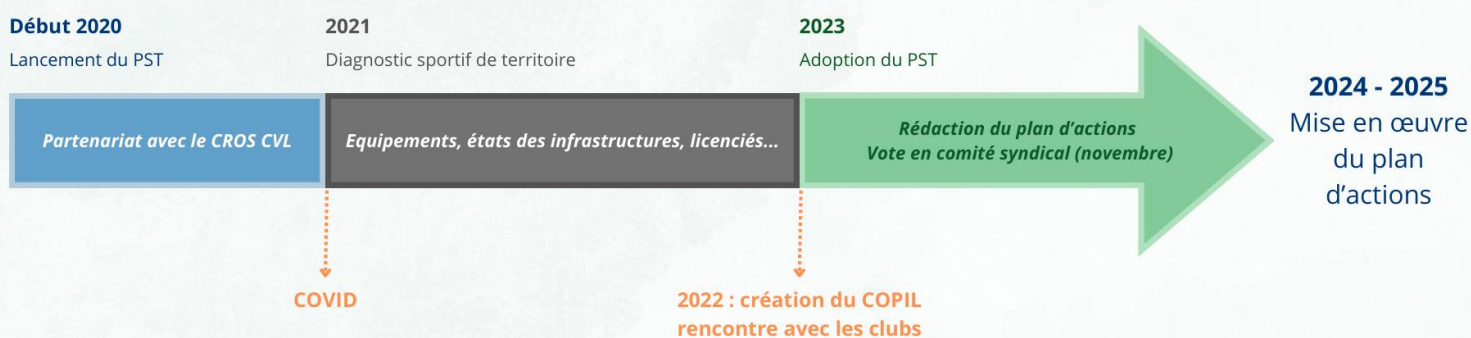 Début 2020
Lancement du PST
2021
Diagnostic sportif de territoire
2023
Adoption du PST
Partenariat avec le CROS CVL
Equipements, états des infrastructures, licenciés...
Rédaction du plan d’actions
Vote en comité syndical (novembre)
2024 - 2025
Mise en œuvre
du plan
d’actions
COVID
2022 : création du COPIL
rencontre avec les clubs